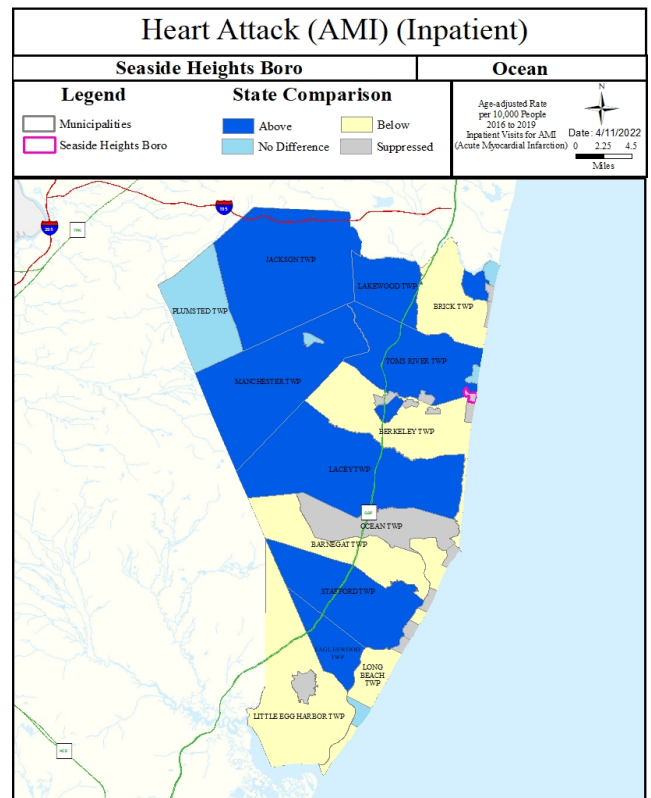 Heart Attack (AMI) (Inpatient)
Seaside Heights Boro
Ocean
Legend
Municipalities
Seaside Heights Boro
State Comparison
Above
Below
No Difference
Suppressed
Age-adjusted Rate
per 10,000 People
2016 to 2019
Inpatient Visits for AMI
(Acute Myocardial Infarction)
N
Date: 4/11/2022
0 2.25 4.5
Miles
195
295
JACKSON TWP
LAKEWOOD TWP
PLUMSTED TWP
BRICK TWP
TOMS RIVER TWP
MANCHESTER TWP
BERKELEY TWP
LACEY TWP
GSP
OCEAN TWP
BARNEGAT TWP
STAFFORD TWP
EAGLESWOOD
TWP
LONG
BEACH
TWP
LITTLE EGG HARBOR TWP